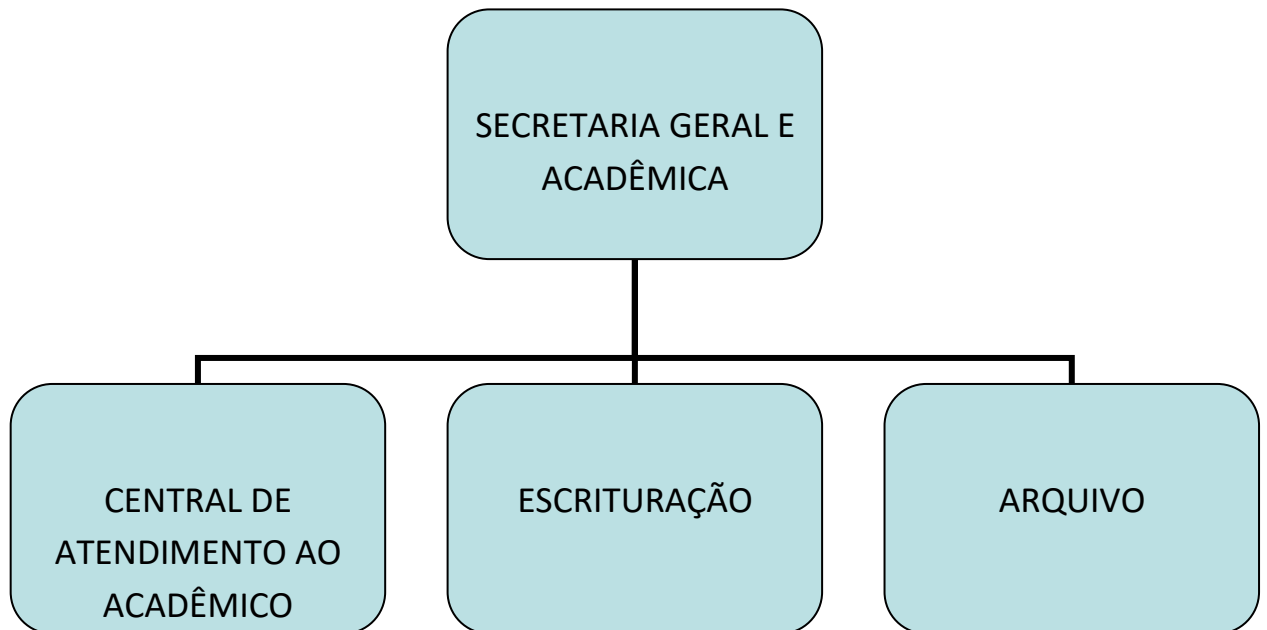 SECRETARIA GERAL E
ACADÊMICA
CENTRAL DE
ATENDIMENTO AO
ACADÊMICO
ESCRITURAÇÃO
ARQUIVO